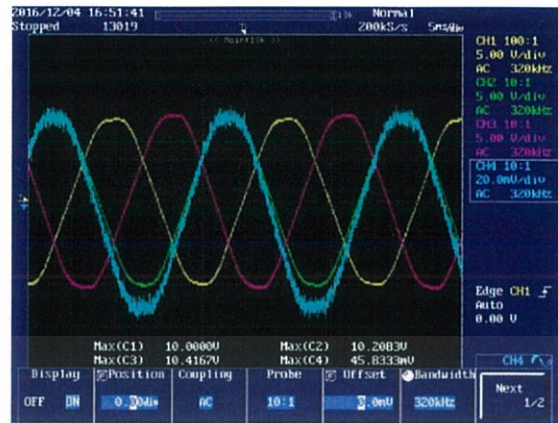 2016/12/04 16:51:41
Normal
Stopped 13019 200kS/s 5ms/div
<< Main:10k >>
CH1 100:1
5.00 V/div
AC 320kHz
CH2 10:1
5.00 V/div
AC 320kHz
CH3 10:1
5.00 V/div
AC 320kHz
CH4 10:1
20.0mV/div
AC 320kHz
Edge CH1
Auto
0.00 V
Max(C1) 10.0000V Max(C2) 10.2083V
Max(C3) 10.4167V Max(C4) 45.8333mV
CH4
Display Position Coupling Probe Offset Bandwidth
Next
OFF ON 0.00div AC 10:1 0.0mV 320kHz
1/2